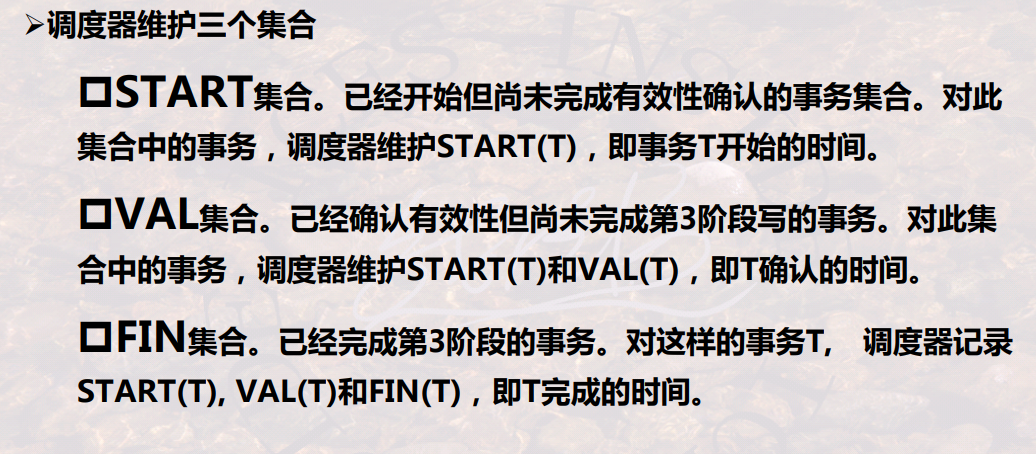 ➢调度器维护三个集合
□START集合。已经开始但尚未完成有效性确认的事务集合。对此
集合中的事务，调度器维护START(T)，即事务T开始的时间。
□VAL集合。已经确认有效性但尚未完成第3阶段写的事务。对此集
合中的事务，调度器维护START(T)和VAL(T)，即T确认的时间。
□FIN集合。已经完成第3阶段的事务。对这样的事务T, 调度器记录
START(T), VAL(T)和FIN(T)，即T完成的时间。